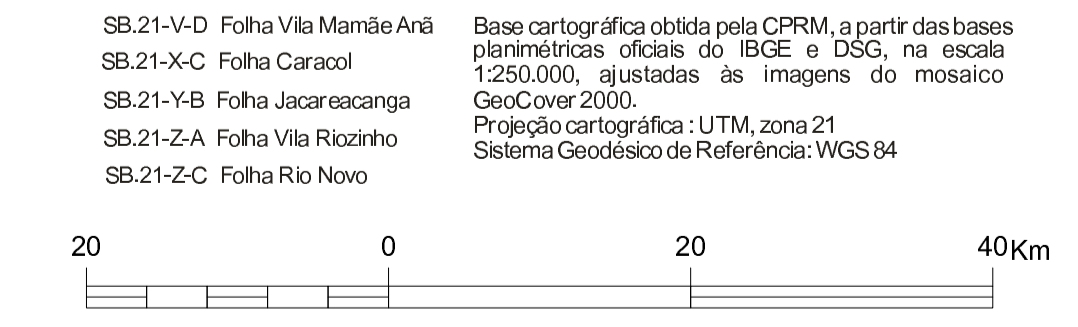 SB.21-V-D Folha Vila Mamãe Anã
SB.21-X-C Folha Caracol
SB.21-Y-B Folha Jacareacanga
SB.21-Z-A Folha Vila Riozinho
SB.21-Z-C Folha Rio Novo
Base cartográfica obtida pela CPRM, a partir das bases
planimétricas oficiais do IBGE e DSG, na escala
1:250.000, ajustadas às imagens do mosaico
GeoCover 2000.
Projeção cartográfica : UTM, zona 21
Sistema Geodésico de Referência: WGS 84
20 0 20 40 Km